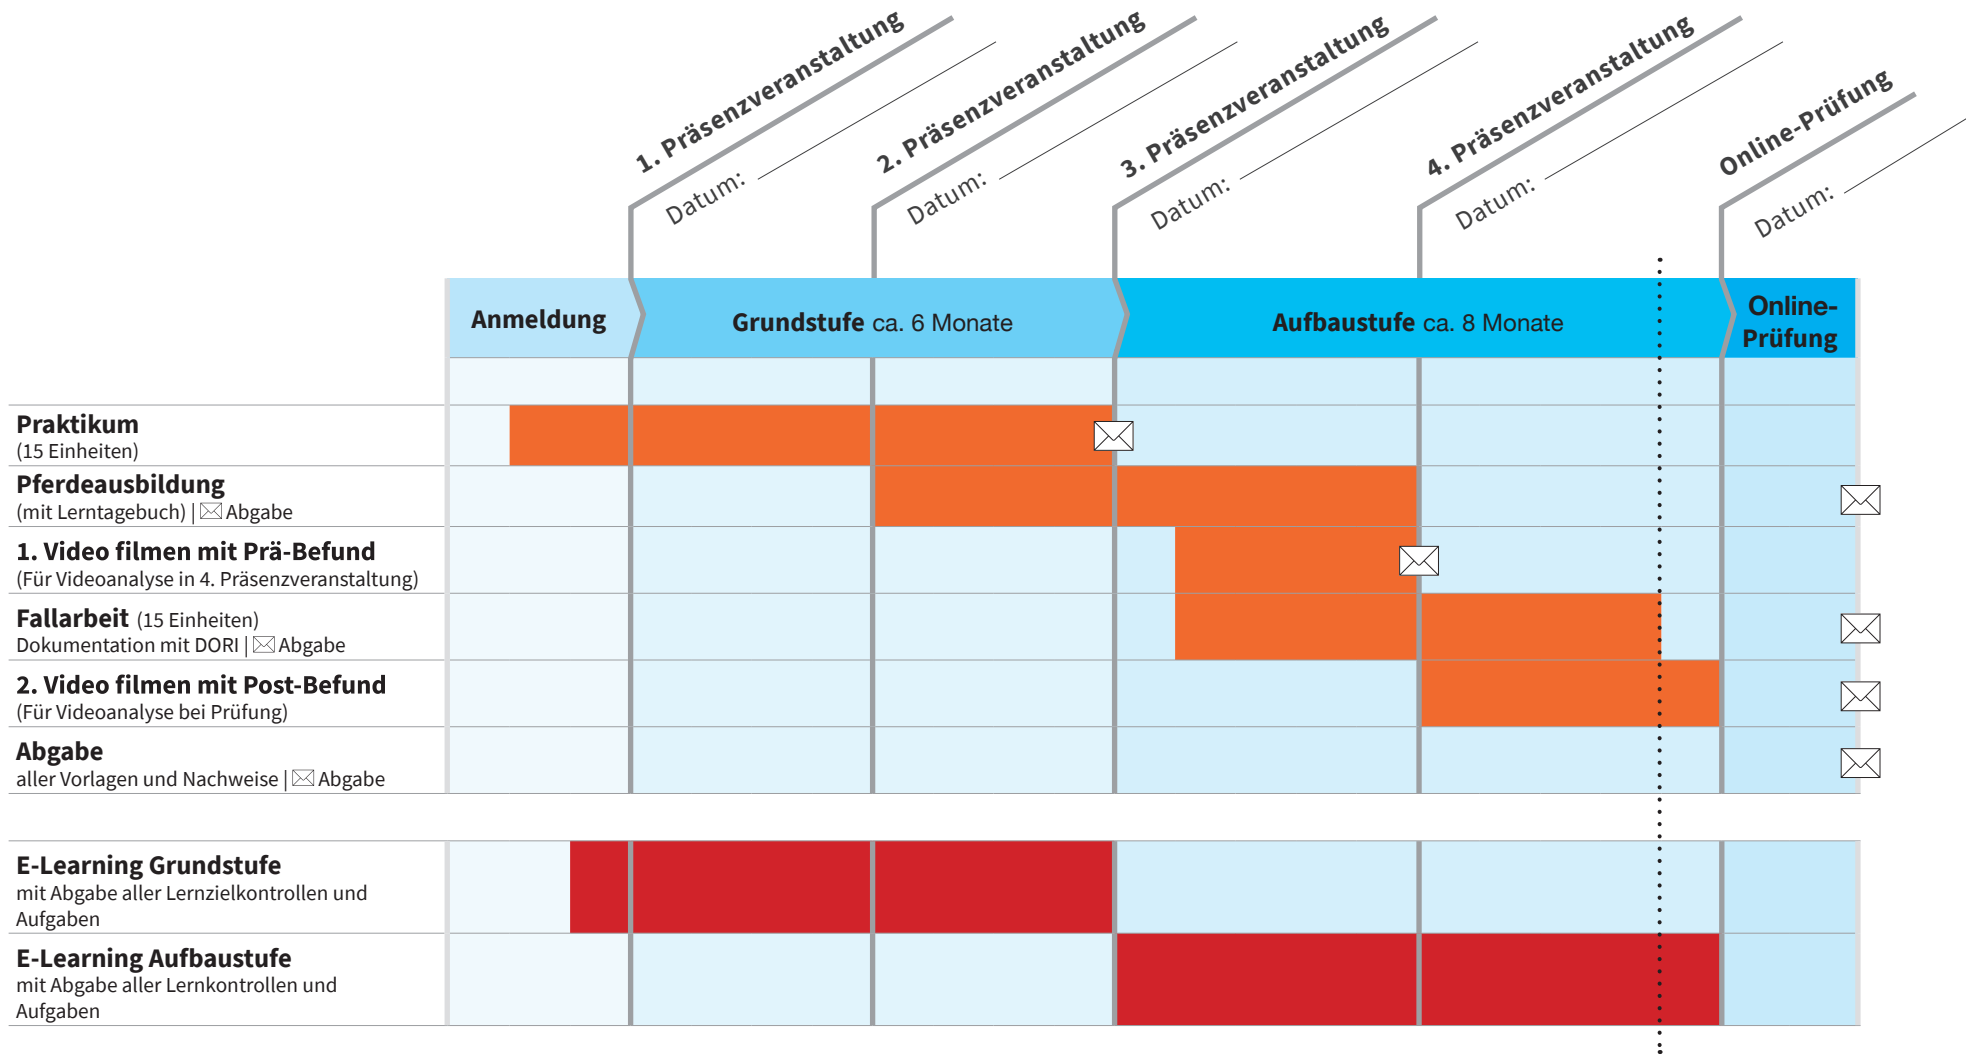 1. Präsenzveranstaltung
Datum:
2. Präsenzveranstaltung
Datum:
3. Präsenzveranstaltung
Datum:
4. Präsenzveranstaltung
Datum:
Online-Prüfung
Datum:
Anmeldung
Grundstufe ca. 6 Monate
Aufbaustufe ca. 8 Monate
Online-
Prüfung
Praktikum
(15 Einheiten)
Pferdeausbildung
(mit Lerntagebuch) | Abgabe
1. Video filmen mit Prä-Befund
(Für Videoanalyse in 4. Präsenzveranstaltung)
Fallarbeit (15 Einheiten)
Dokumentation mit DORI | Abgabe
2. Video filmen mit Post-Befund
(Für Videoanalyse bei Prüfung)
Abgabe
aller Vorlagen und Nachweise | Abgabe
E-Learning Grundstufe
mit Abgabe aller Lernzielkontrollen und
Aufgaben
E-Learning Aufbaustufe
mit Abgabe aller Lernkontrollen und
Aufgaben